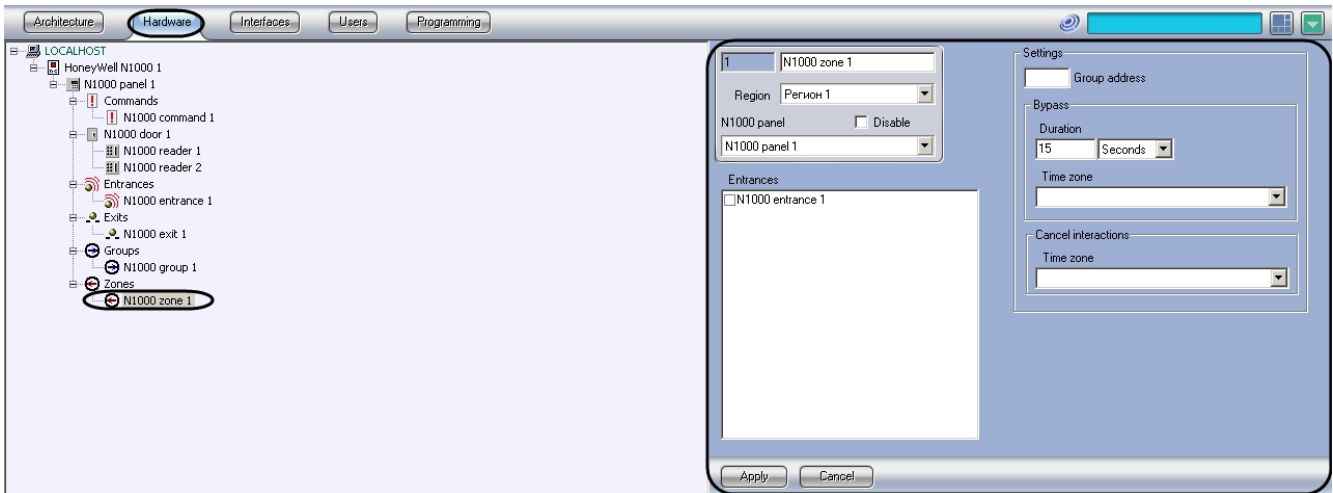 Architecture Hardware Interfaces Users Programming
LOCALHOST
HoneyWell N1000 1
N1000 panel 1
Commands
N1000 command 1
N1000 door 1
N1000 reader 1
N1000 reader 2
Entrances
N1000 entrance 1
Exits
N1000 exit 1
Groups
N1000 group 1
Zones
N1000 zone 1
1 N1000 zone 1
Region Регион 1
N1000 panel Disable
N1000 panel 1
Entrances
N1000 entrance 1
Settings
Group address
Bypass
Duration
15 Seconds
Time zone
Cancel interactions
Time zone
Apply Cancel